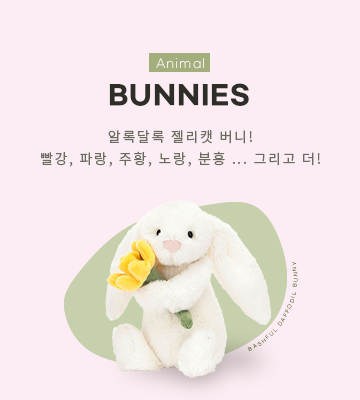 Animal
BUNNIES
알록달록 젤리캣 버니!
빨강, 파랑, 주황, 노랑, 분홍 ... 그리고 더!
BASHFUL DAFFODIL BUNNY